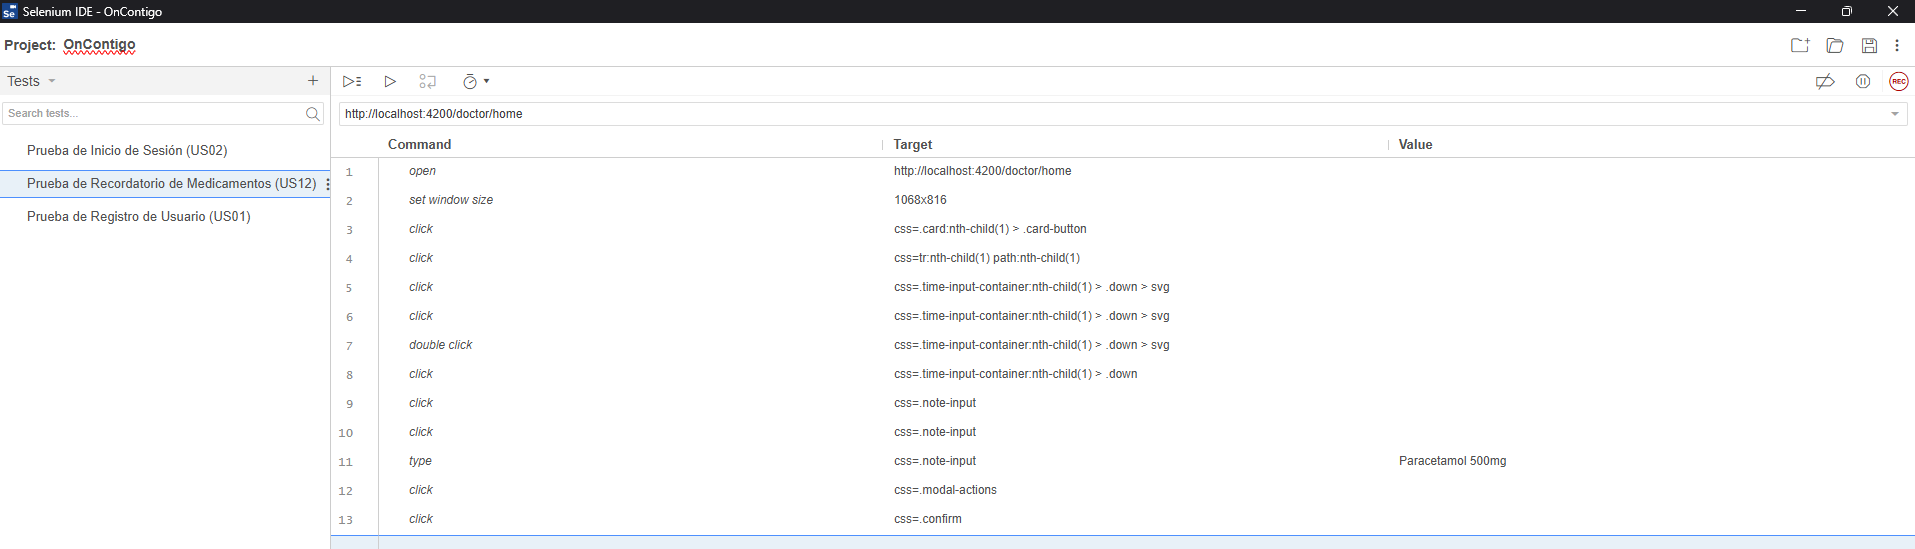 Se Selenium IDE - OnContigo
Project: OnContigo
Tests
Search tests...
Prueba de Inicio de Sesión (US02)
Prueba de Recordatorio de Medicamentos (US12)
Prueba de Registro de Usuario (US01)
REC
http://localhost:4200/doctor/home
Command Target Value
1 open http://localhost:4200/doctor/home
2 set window size 1068x816
3 click css=.card:nth-child(1) > .card-button
4 click css=tr:nth-child(1) path:nth-child(1)
5 click css=.time-input-container:nth-child(1) > .down > svg
6 click css=.time-input-container:nth-child(1) > .down > svg
7 double click css=.time-input-container:nth-child(1) > .down > svg
8 click css=.time-input-container:nth-child(1) > .down
9 click css=.note-input
10 click css=.note-input
11 type css=.note-input Paracetamol 500mg
12 click css=.modal-actions
13 click css=.confirm